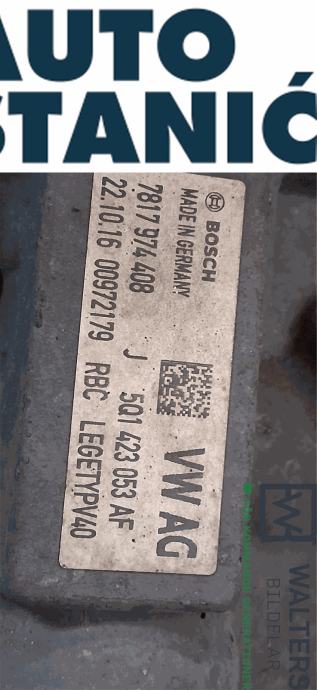 AUTO
STANIĆ
BOSCH
MADE IN GERMANY
VW AG
7817 974 408 J 5Q1 423 053 AF
22.10.16 00972179 RBC LEGETYPV40
WALTERS
BILDFLAR